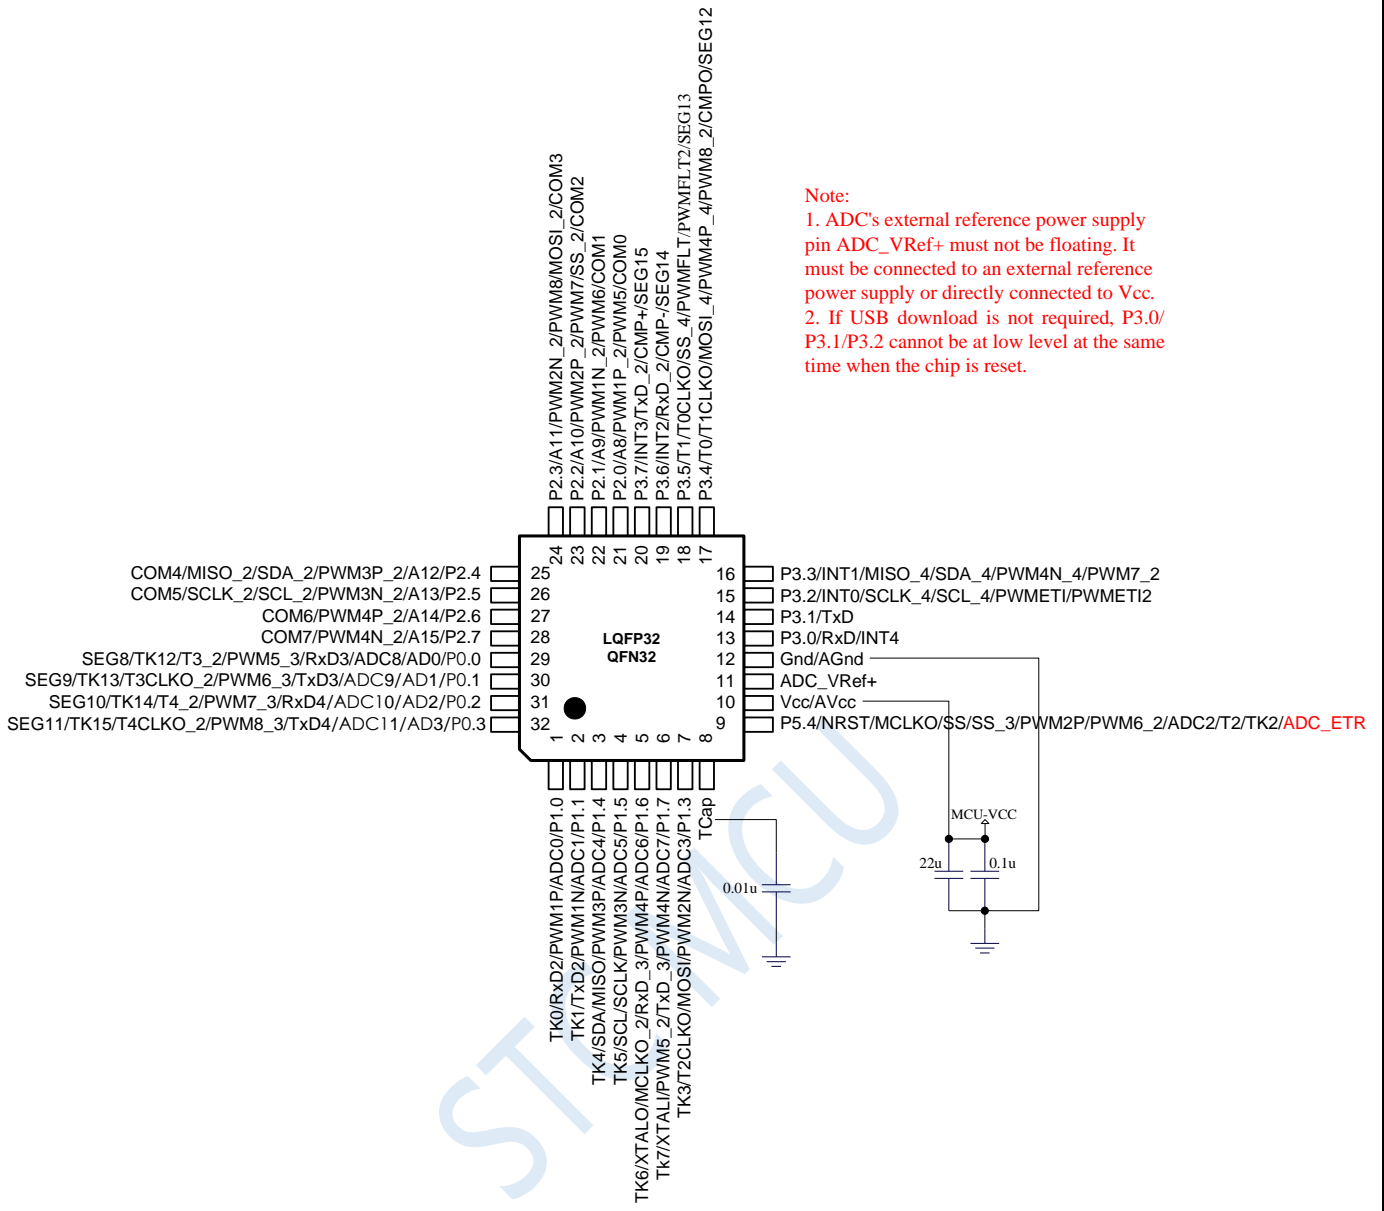 P2.3/A11/PWM2N_2/PWM8/MOSI_2/COM3
P2.2/A10/PWM2P_2/PWM7/SS_2/COM2
P2.1/A9/PWM1N_2/PWM6/COM1
P2.0/A8/PWM1P_2/PWM5/COM0
P3.7/INT3/TxD_2/CMP+/SEG15
P3.6/INT2/RxD_2/CMP-/SEG14
P3.5/T1/T0CLKO/SS_4/PWMFLT/PWMFLT2/SEG13
P3.4/T0/T1CLKO/MOSI_4/PWM4P_4/PWM8_2/CMPO/SEG12
Note:
1. ADC's external reference power supply
pin ADC_VRef+ must not be floating. It
must be connected to an external reference
power supply or directly connected to Vcc.
2. If USB download is not required, P3.0/
P3.1/P3.2 cannot be at low level at the same
time when the chip is reset.
24 23 22 21 20 19 18 17
COM4/MISO_2/SDA_2/PWM3P_2/A12/P2.4 25
COM5/SCLK_2/SCL_2/PWM3N_2/A13/P2.5 26
COM6/PWM4P_2/A14/P2.6 27
COM7/PWM4N_2/A15/P2.7 28
SEG8/TK12/T3_2/PWM5_3/RxD3/ADC8/AD0/P0.0 29
SEG9/TK13/T3CLKO_2/PWM6_3/TxD3/ADC9/AD1/P0.1 30
SEG10/TK14/T4_2/PWM7_3/RxD4/ADC10/AD2/P0.2 31
SEG11/TK15/T4CLKO_2/PWM8_3/TxD4/ADC11/AD3/P0.3 32
LQFP32
QFN32
16 P3.3/INT1/MISO_4/SDA_4/PWM4N_4/PWM7_2
15 P3.2/INT0/SCLK_4/SCL_4/PWMETI/PWMETI2
14 P3.1/TxD
13 P3.0/RxD/INT4
12 Gnd/AGnd
11 ADC_VRef+
10 Vcc/AVcc
9 P5.4/NRST/MCLKO/SS/SS_3/PWM2P/PWM6_2/ADC2/T2/TK2/ADC_ETR
1 2 3 4 5 6 7 8
TK0/RxD2/PWM1P/ADC0/P1.0
TK1/TxD2/PWM1N/ADC1/P1.1
TK4/SDA/MISO/PWM3P/ADC4/P1.4
TK5/SCL/SCLK/PWM3N/ADC5/P1.5
TK6/XTALO/MCLKO_2/RxD_3/PWM4P/ADC6/P1.6
Tk7/XTALI/PWM5_2/TxD_3/PWM4N/ADC7/P1.7
TK3/T2CLKO/MOSI/PWM2N/ADC3/P1.3
TCap
MCU-VCC
22u
0.1u
0.01u
STCMCU